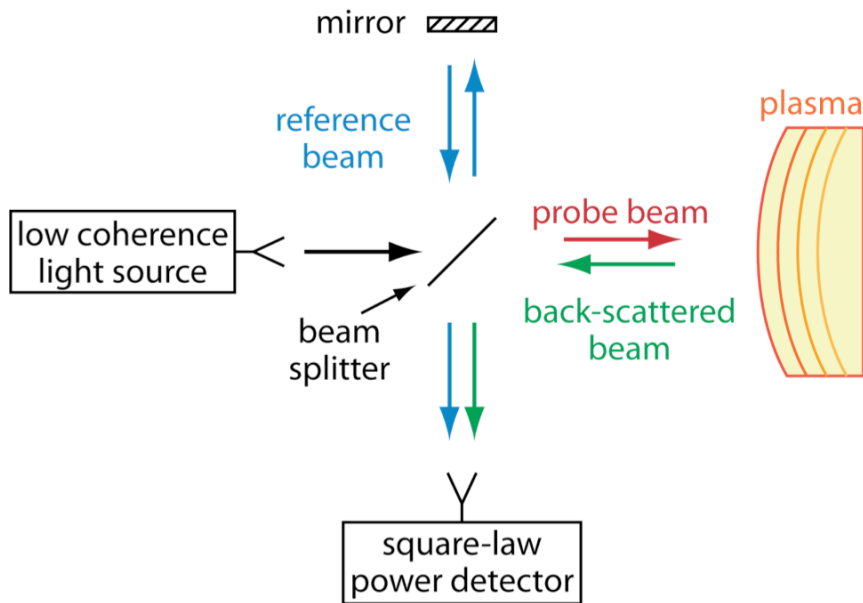 mirror
reference
beam
plasma
low coherence
light source
probe beam
back-scattered
beam
beam
splitter
square-law
power detector